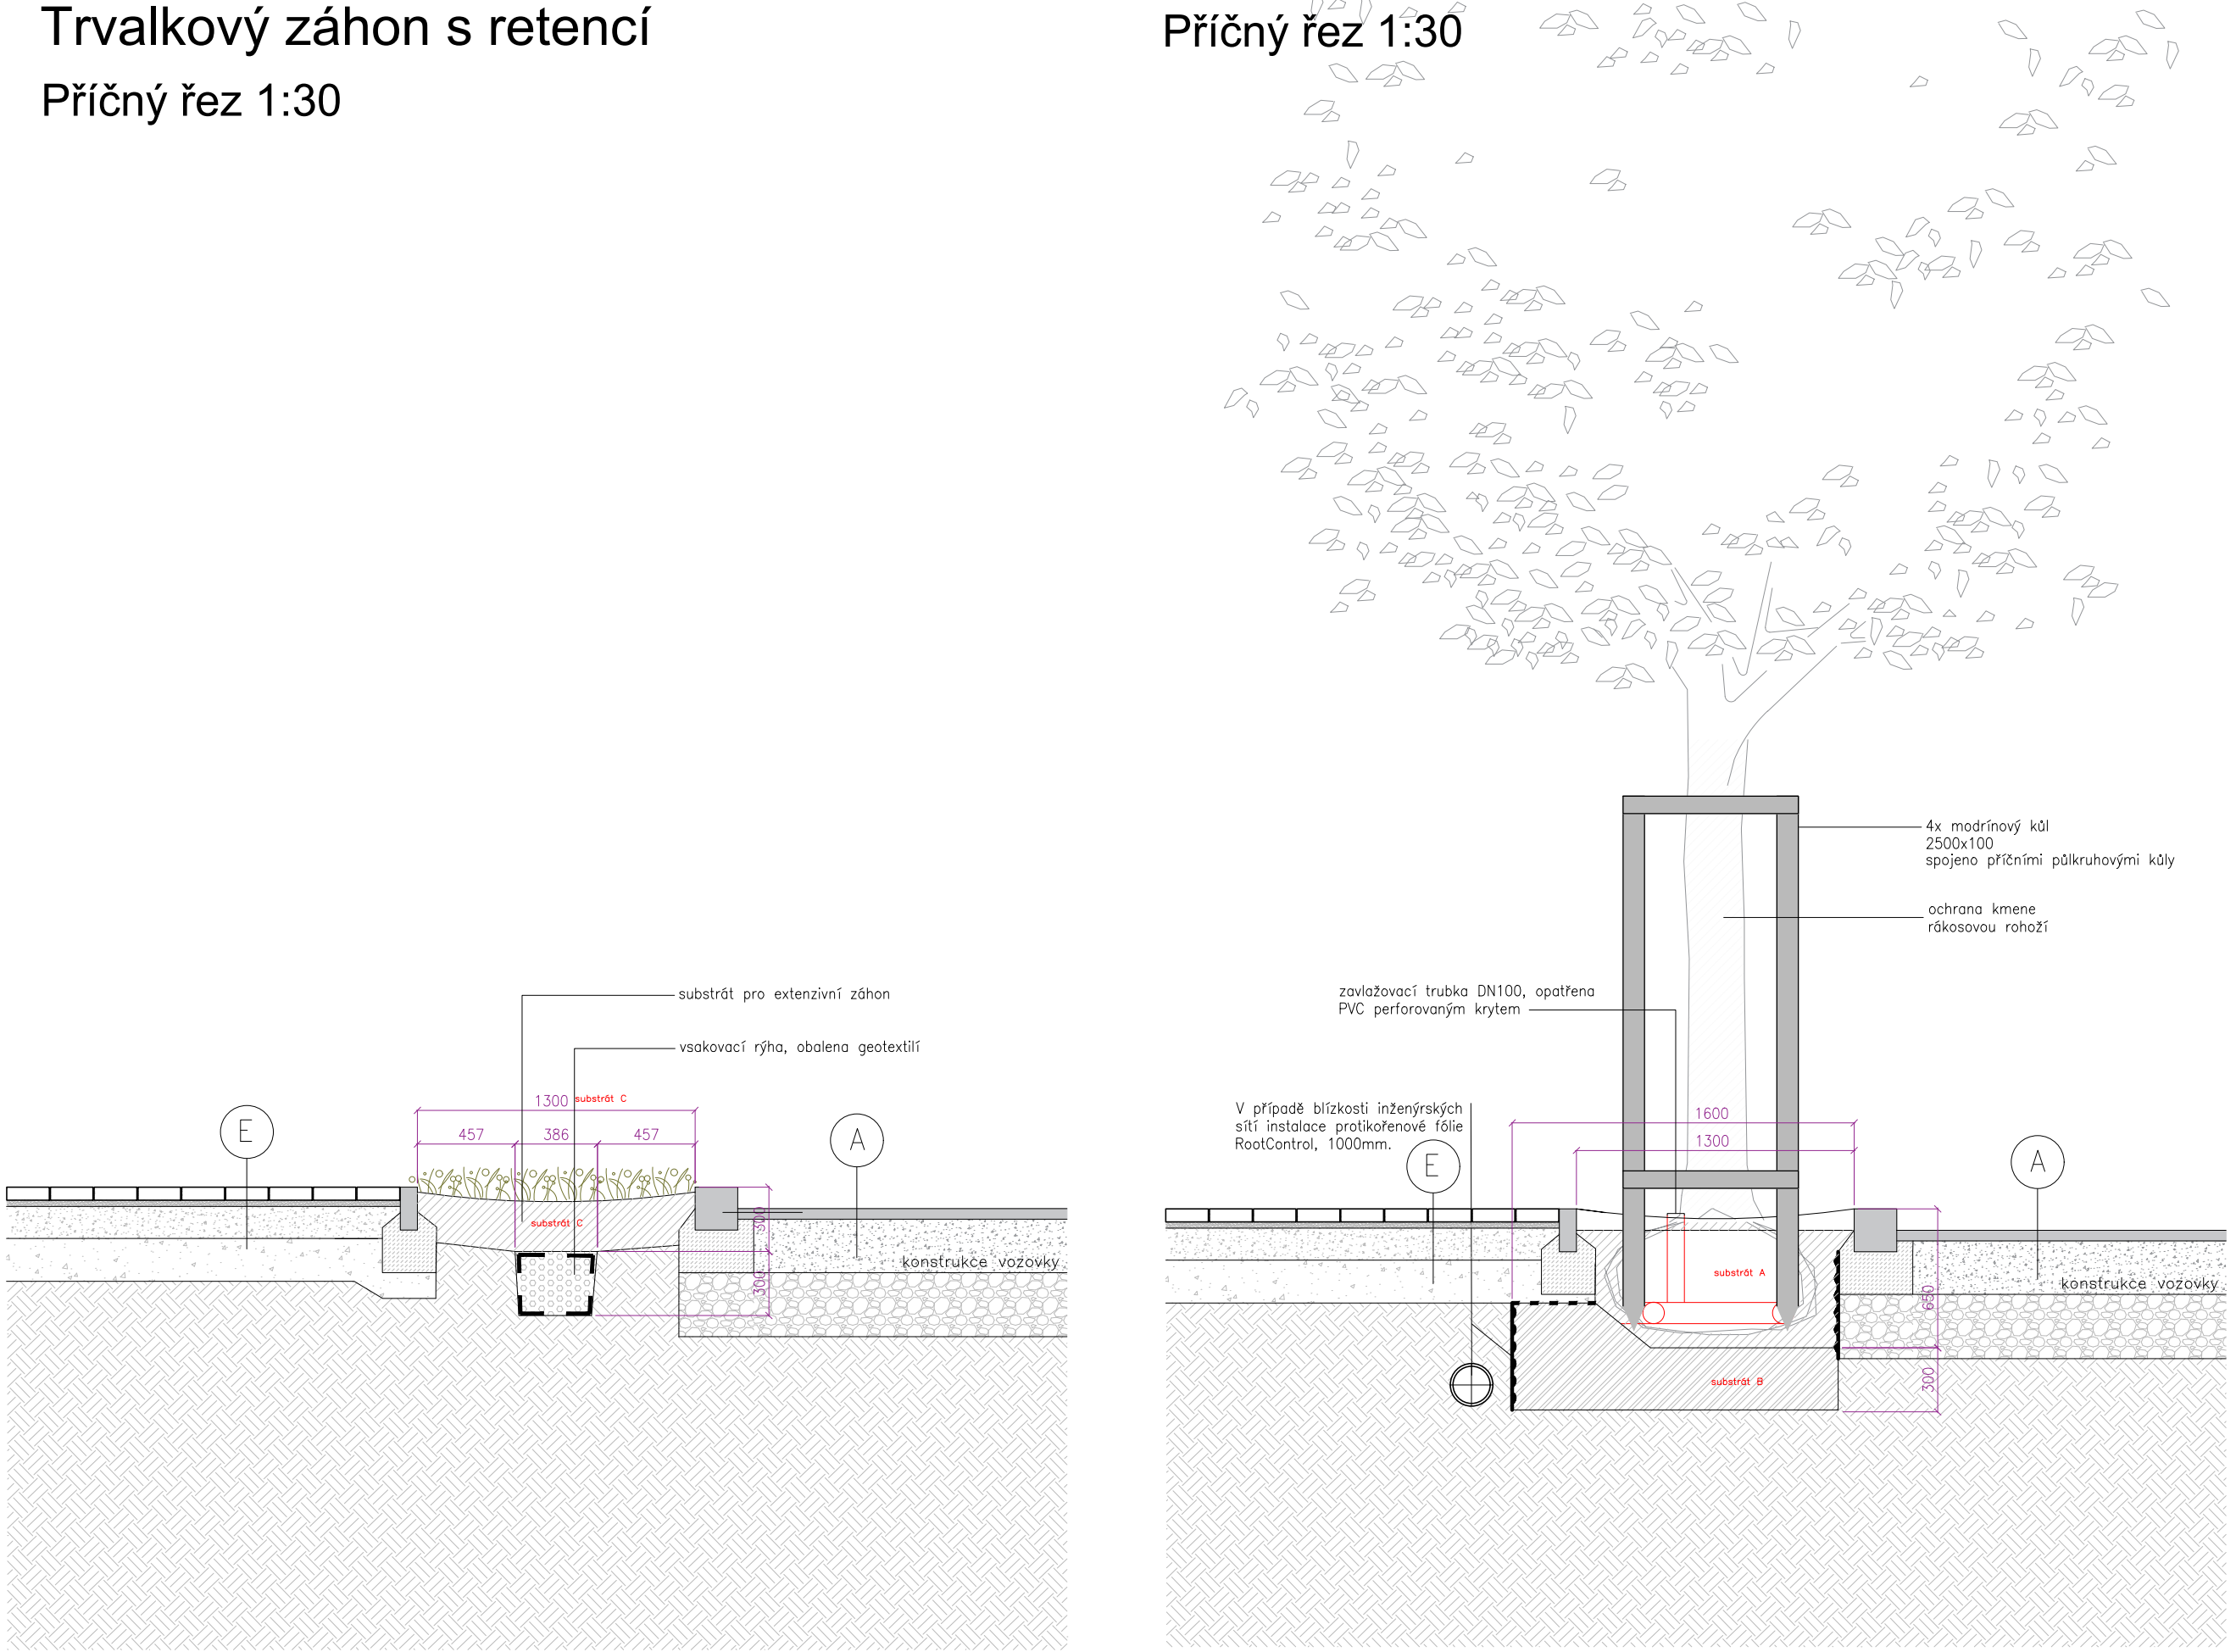 Trvalkový záhon s retencí
Příčný řez 1:30
substrát pro extenzivní záhon
vsakovací rýha, obalena geotextilí
1300
substrát C
457
386
457
E
A
substrát C
300
300
konstrukce vozovky
Příčný řez 1:30
4x modrínový kůl
2500x100
spojeno příčními půlkruhovými kůly
ochrana kmene
rákosovou rohoží
zavlažovací trubka DN100, opatřena
PVC perforovaným krytem
V případě blízkosti inženýrských
sítí instalace protikořenové fólie
RootControl, 1000mm.
1600
1300
E
A
substrát A
650
konstrukce vozovky
substrát B
300